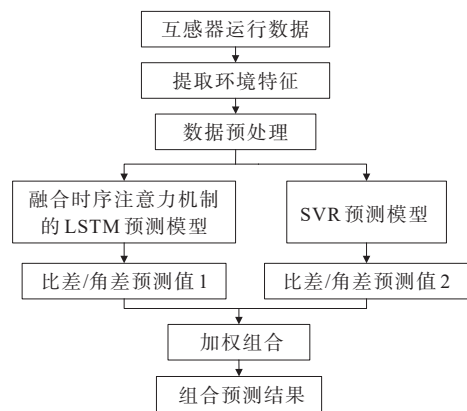 互感器运行数据
提取环境特征
数据预处理
融合时序注意力机制
的LSTM预测模型
SVR预测模型
比差/角差预测值1
比差/角差预测值2
加权组合
组合预测结果